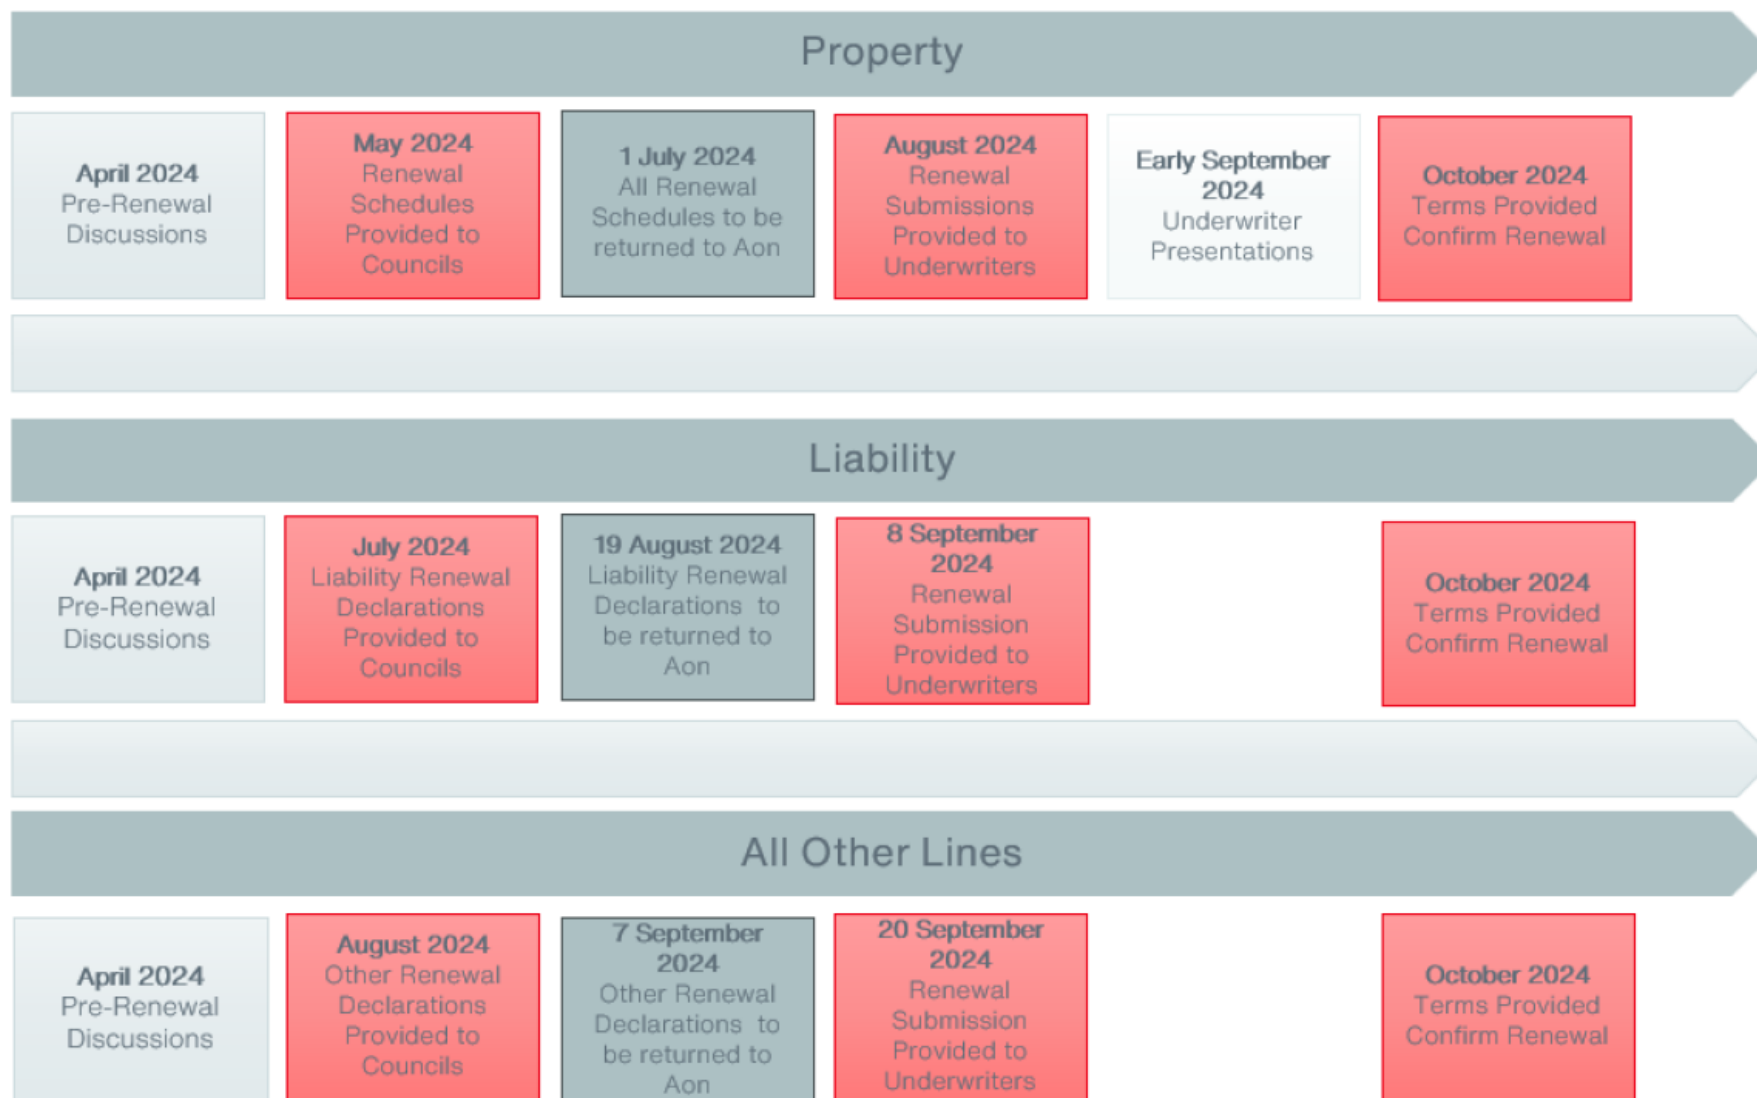 Property
April 2024
Pre-Renewal
Discussions
May 2024
Renewal
Schedules
Provided to
Councils
1 July 2024
All Renewal
Schedules to be
returned to Aon
August 2024
Renewal
Submissions
Provided to
Underwriters
Early September
2024
Underwriter
Presentations
October 2024
Terms Provided
Confirm Renewal
Liability
April 2024
Pre-Renewal
Discussions
July 2024
Liability Renewal
Declarations
Provided to
Councils
19 August 2024
Liability Renewal
Declarations to
be returned to
Aon
8 September
2024
Renewal
Submission
Provided to
Underwriters
October 2024
Terms Provided
Confirm Renewal
All Other Lines
April 2024
Pre-Renewal
Discussions
August 2024
Other Renewal
Declarations
Provided to
Councils
7 September
2024
Other Renewal
Declarations to
be returned to
Aon
20 September
2024
Renewal
Submission
Provided to
Underwriters
October 2024
Terms Provided
Confirm Renewal